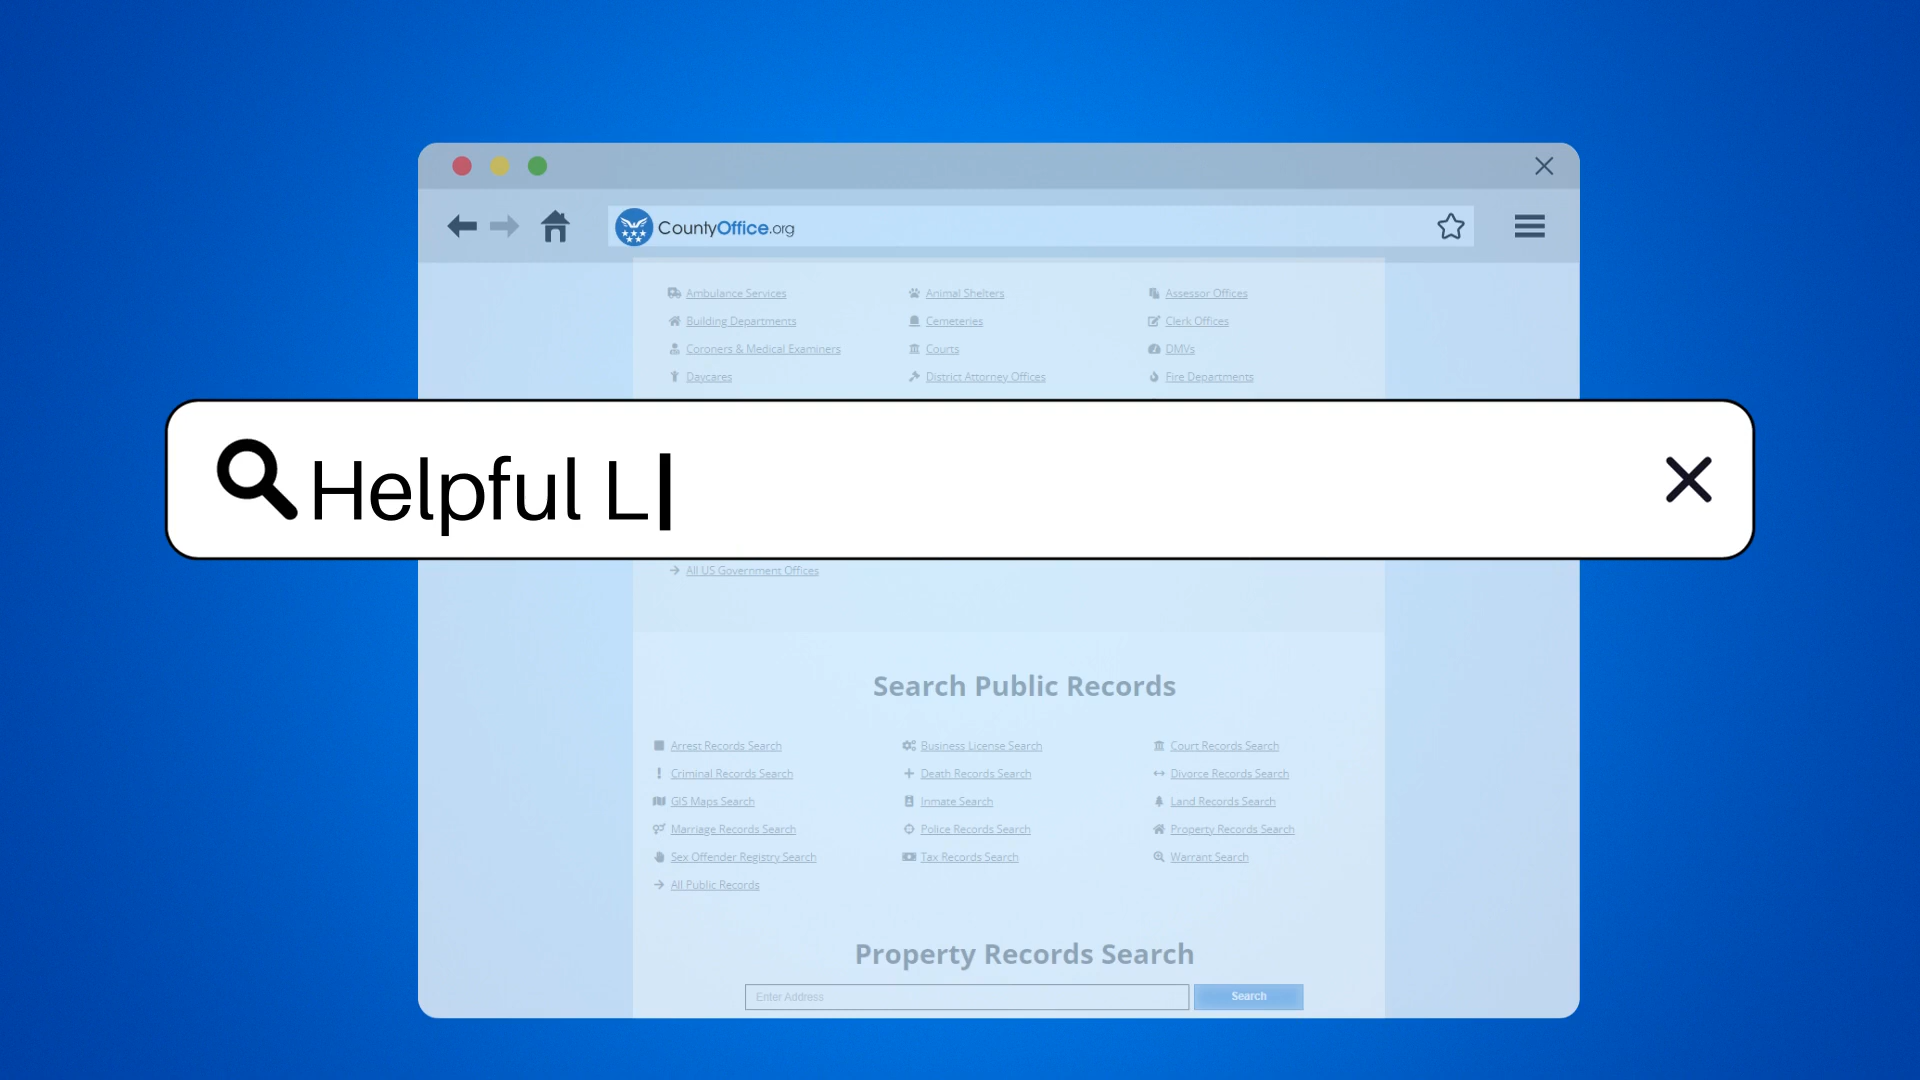 CountyOffice.org
Ambulance Services Animal Shelters Assessor Offices
Building Departments Cemeteries Clerk Offices
Coroners & Medical Examiners Courts DMVs
Daycares District Attorney Offices Fire Departments
Helpful L
All US Government Offices
Search Public Records
Arrest Records Search Business License Search Court Records Search
Criminal Records Search Death Records Search Divorce Records Search
GIS Maps Search Inmate Search Land Records Search
Marriage Records Search Police Records Search Property Records Search
Sex Offender Registry Search Tax Records Search Warrant Search
All Public Records
Property Records Search
Enter Address Search